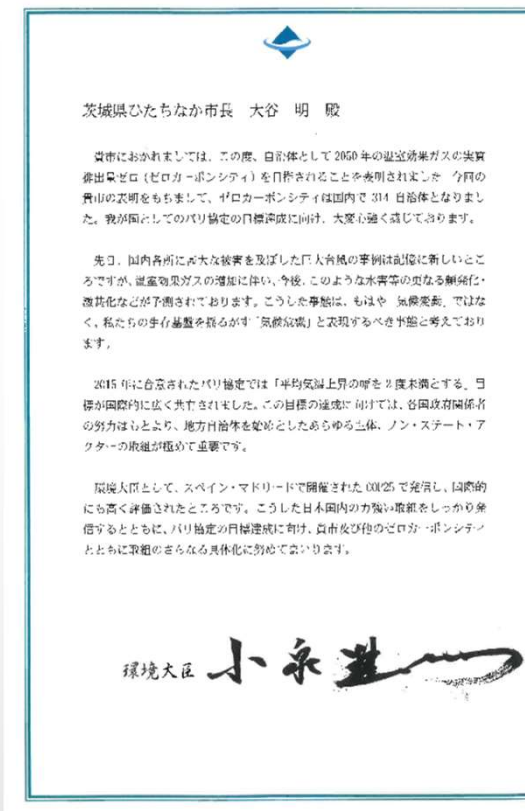 茨城県ひたちなか市長　大谷　明　殿
貴市におかれましては、この度、自治体として2050年の温室効果ガスの実質
排出量ゼロ（ゼロカーボンシティ）を目指されることを表明されました。今回の
貴市の表明をもちまして、ゼロカーボンシティは国内で314自治体となりまし
た。我が国としてのパリ協定の目標達成に向け、大変心強く感じております。
先日、国内各所に甚大な被害を及ぼした巨大台風の事例は記憶に新しいとこ
ろですが、温室効果ガスの増加に伴い、今後、このような水害等の更なる頻発化・
激甚化などが予測されております。こうした事態は、もはや「気候変動」ではな
く、私たちの生存基盤を揺るがす「気候危機」と表現するべき事態と考えており
ます。
2015年に合意されたパリ協定では「平均気温上昇の幅を2度未満とする」目
標が国際的に広く共有されました。この目標の達成に向けては、各国政府関係者
の努力はもとより、地方自治体を始めとしたあらゆる主体、ノン・ステート・ア
クターの取組が極めて重要です。
環境大臣として、スペイン・マドリードで開催されたCOP25で発信し、国際的
にも高く評価されたところです。こうした日本国内の力強い取組をしっかり発
信するとともに、パリ協定の目標達成に向け、貴市及び他のゼロカーボンシティ
とともに取組のさらなる具体化に努めてまいります。
環境大臣 小泉進